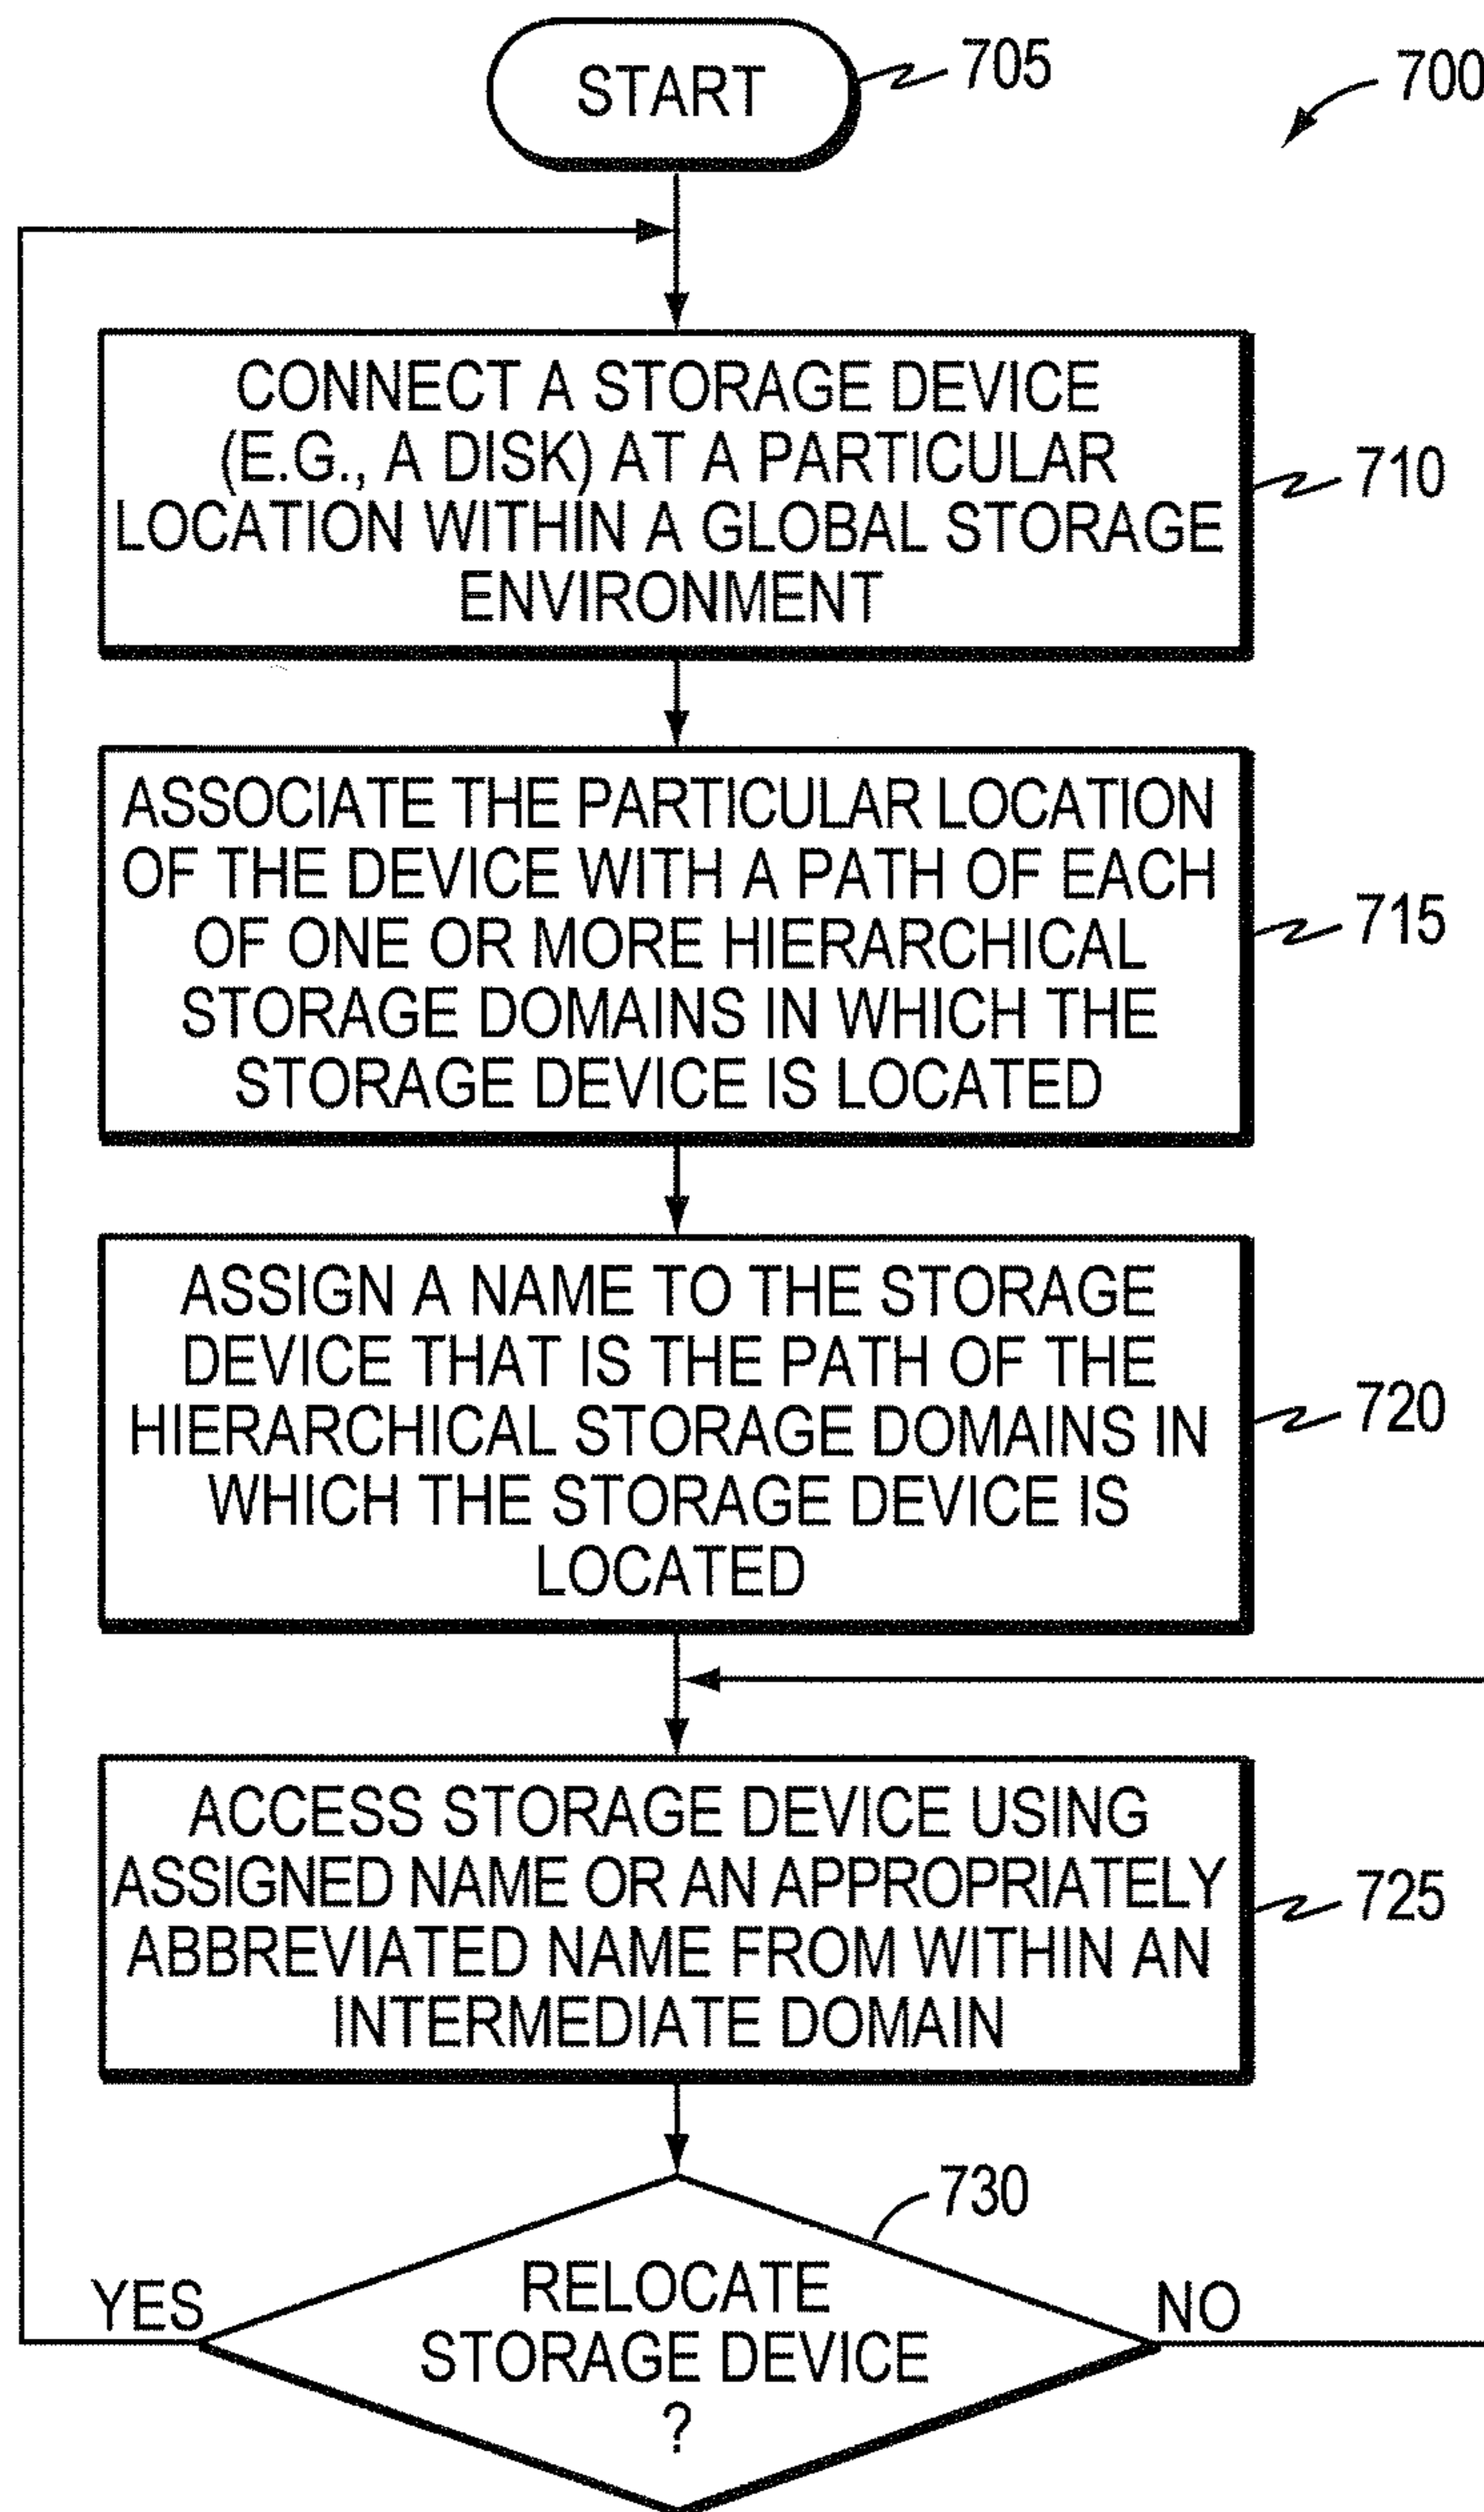 START
705
700
CONNECT A STORAGE DEVICE
(E.G., A DISK) AT A PARTICULAR
LOCATION WITHIN A GLOBAL STORAGE
ENVIRONMENT
710
ASSOCIATE THE PARTICULAR LOCATION
OF THE DEVICE WITH A PATH OF EACH
OF ONE OR MORE HIERARCHICAL
STORAGE DOMAINS IN WHICH THE
STORAGE DEVICE IS LOCATED
715
ASSIGN A NAME TO THE STORAGE
DEVICE THAT IS THE PATH OF THE
HIERARCHICAL STORAGE DOMAINS IN
WHICH THE STORAGE DEVICE IS
LOCATED
720
ACCESS STORAGE DEVICE USING
ASSIGNED NAME OR AN APPROPRIATELY
ABBREVIATED NAME FROM WITHIN AN
INTERMEDIATE DOMAIN
725
730
RELOCATE
STORAGE DEVICE
?
YES
NO